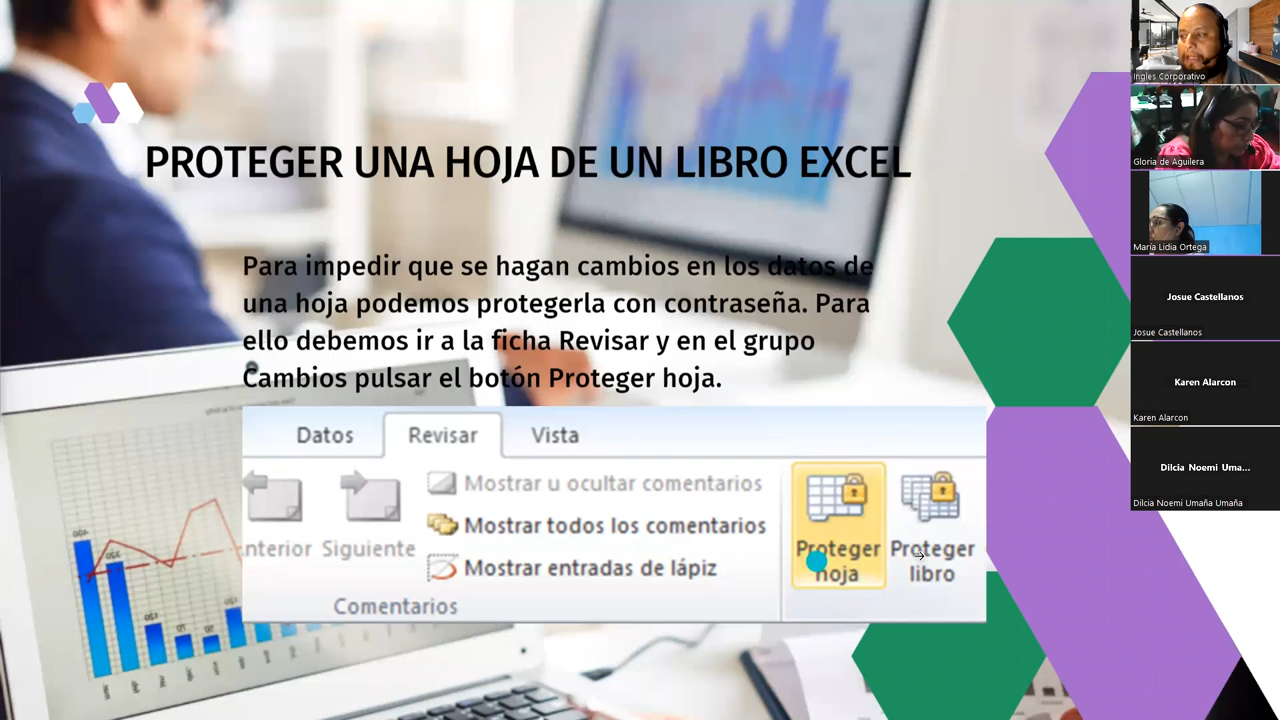 PROTEGER UNA HOJA DE UN LIBRO EXCEL
Para impedir que se hagan cambios en los datos de
una hoja podemos protegerla con contraseña. Para
ello debemos ir a la ficha Revisar y en el grupo
Cambios pulsar el botón Proteger hoja.
Datos
Revisar
Vista
nterior
Siguiente
Mostrar u ocultar comentarios
Mostrar todos los comentarios
Mostrar entradas de lápiz
Comentarios
Proteger
hoja
Proteger
libro
Ingles Corporativo
Gloria de Aguilera
María Lidia Ortega
Josue Castellanos
Josue Castellanos
Karen Alarcon
Karen Alarcon
Dilcia Noemi Uma...
Dilcia Noemi Umaña Umaña